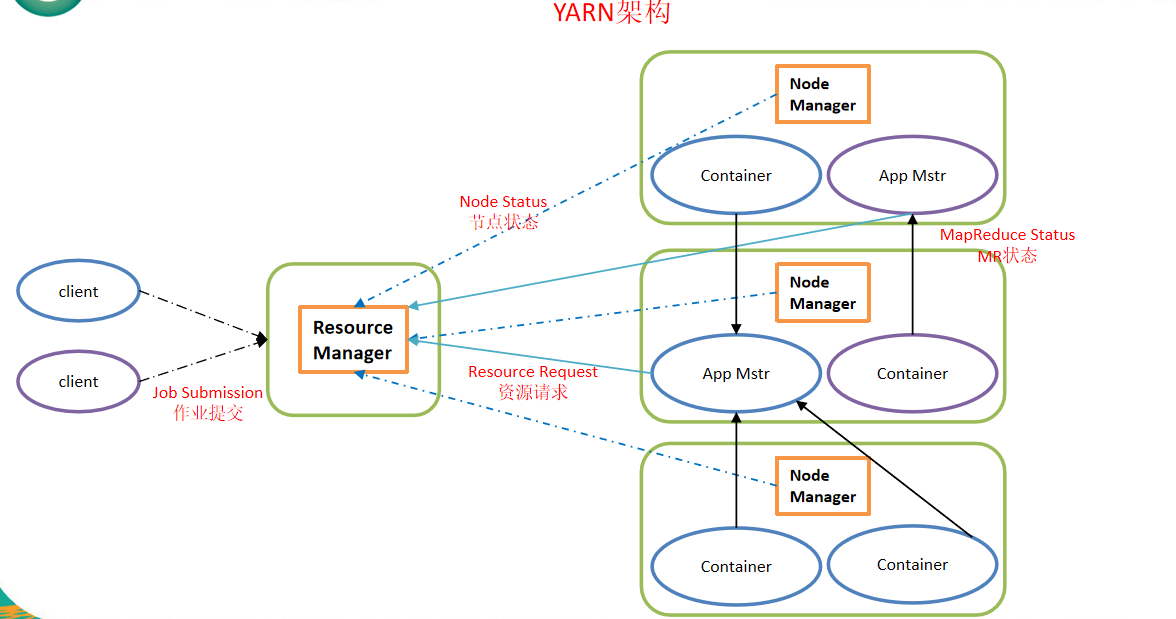 YARN架构
Node
Manager
Container
App Mstr
Node Status
节点状态
MapReduce Status
MR状态
client
Node
Manager
Resource
Manager
Resource Request
资源请求
App Mstr
Container
client
Job Submission
作业提交
Node
Manager
Container
Container